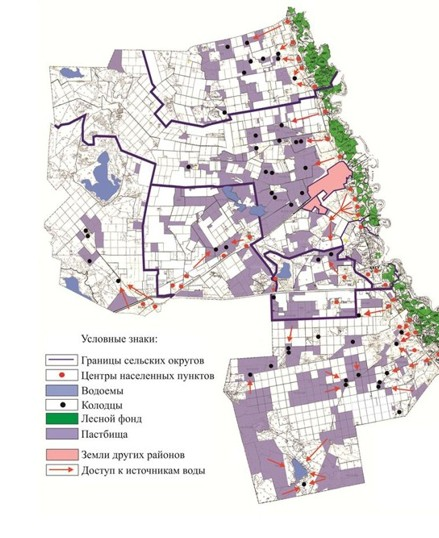 Условные знаки:
Границы сельских округов
Центры населенных пунктов
Водоемы
Колодцы
Лесной фонд
Пастбища
Земли других районов
Доступ к источникам воды